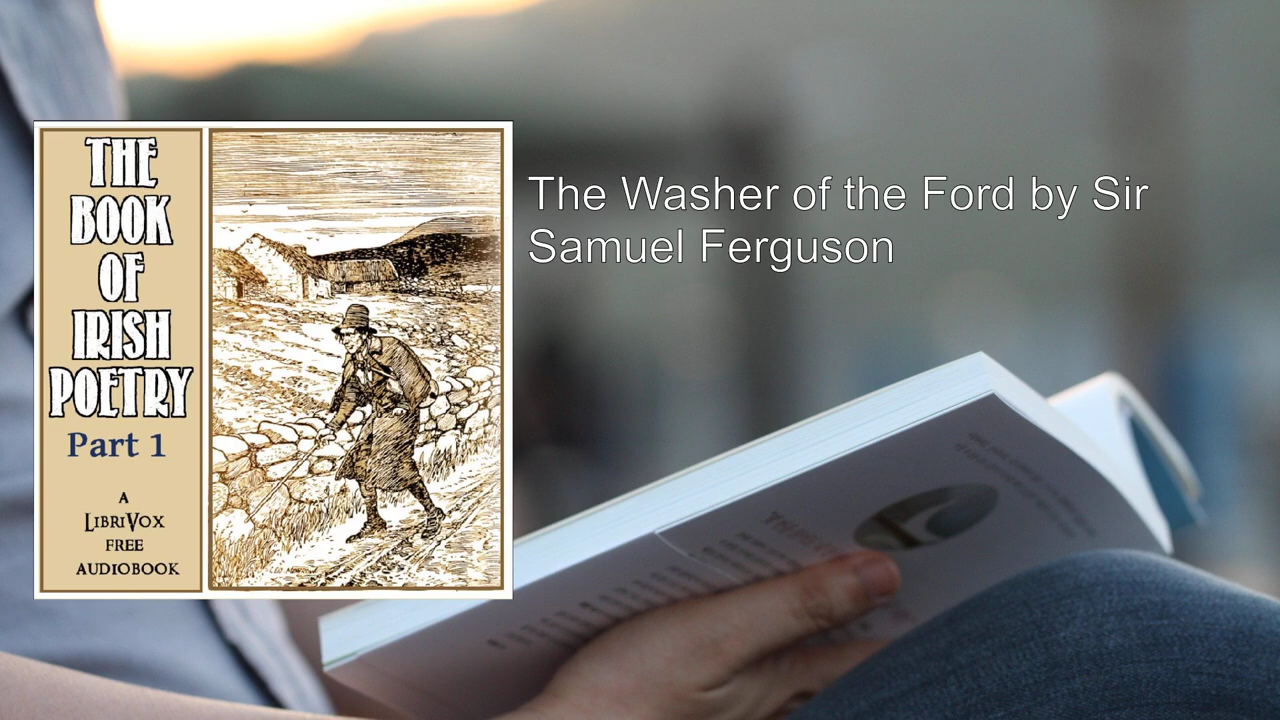 THE
BOOK
OF
IRISH
POETRY
Part 1
A
LIBRIVOX
FREE
AUDIOBOOK
The Washer of the Ford by Sir
Samuel Ferguson